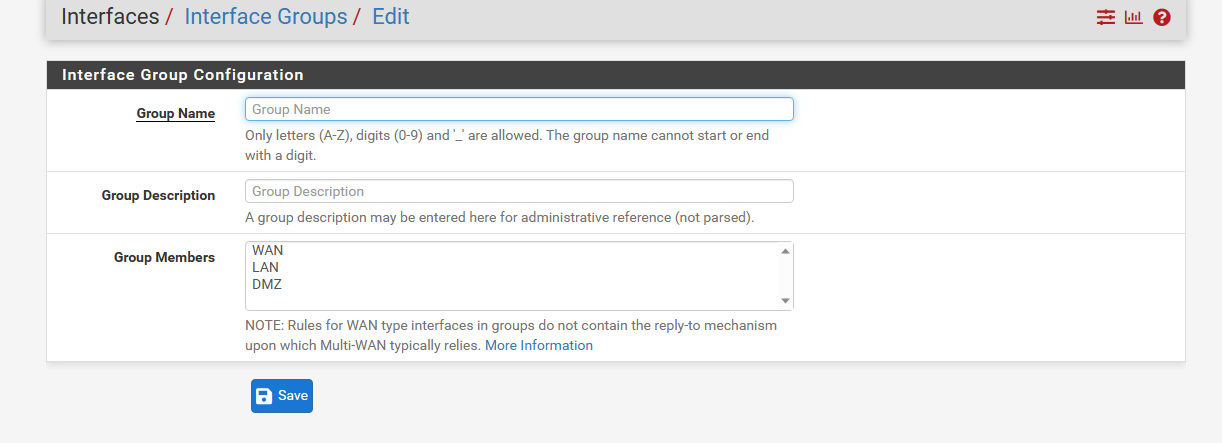 Interfaces / Interface Groups / Edit
Interface Group Configuration
Group Name
Group Name
Only letters (A-Z), digits (0-9) and '_' are allowed. The group name cannot start or end
with a digit.
Group Description
Group Description
A group description may be entered here for administrative reference (not parsed).
Group Members
WAN
LAN
DMZ
NOTE: Rules for WAN type interfaces in groups do not contain the reply-to mechanism
upon which Multi-WAN typically relies. More Information
Save